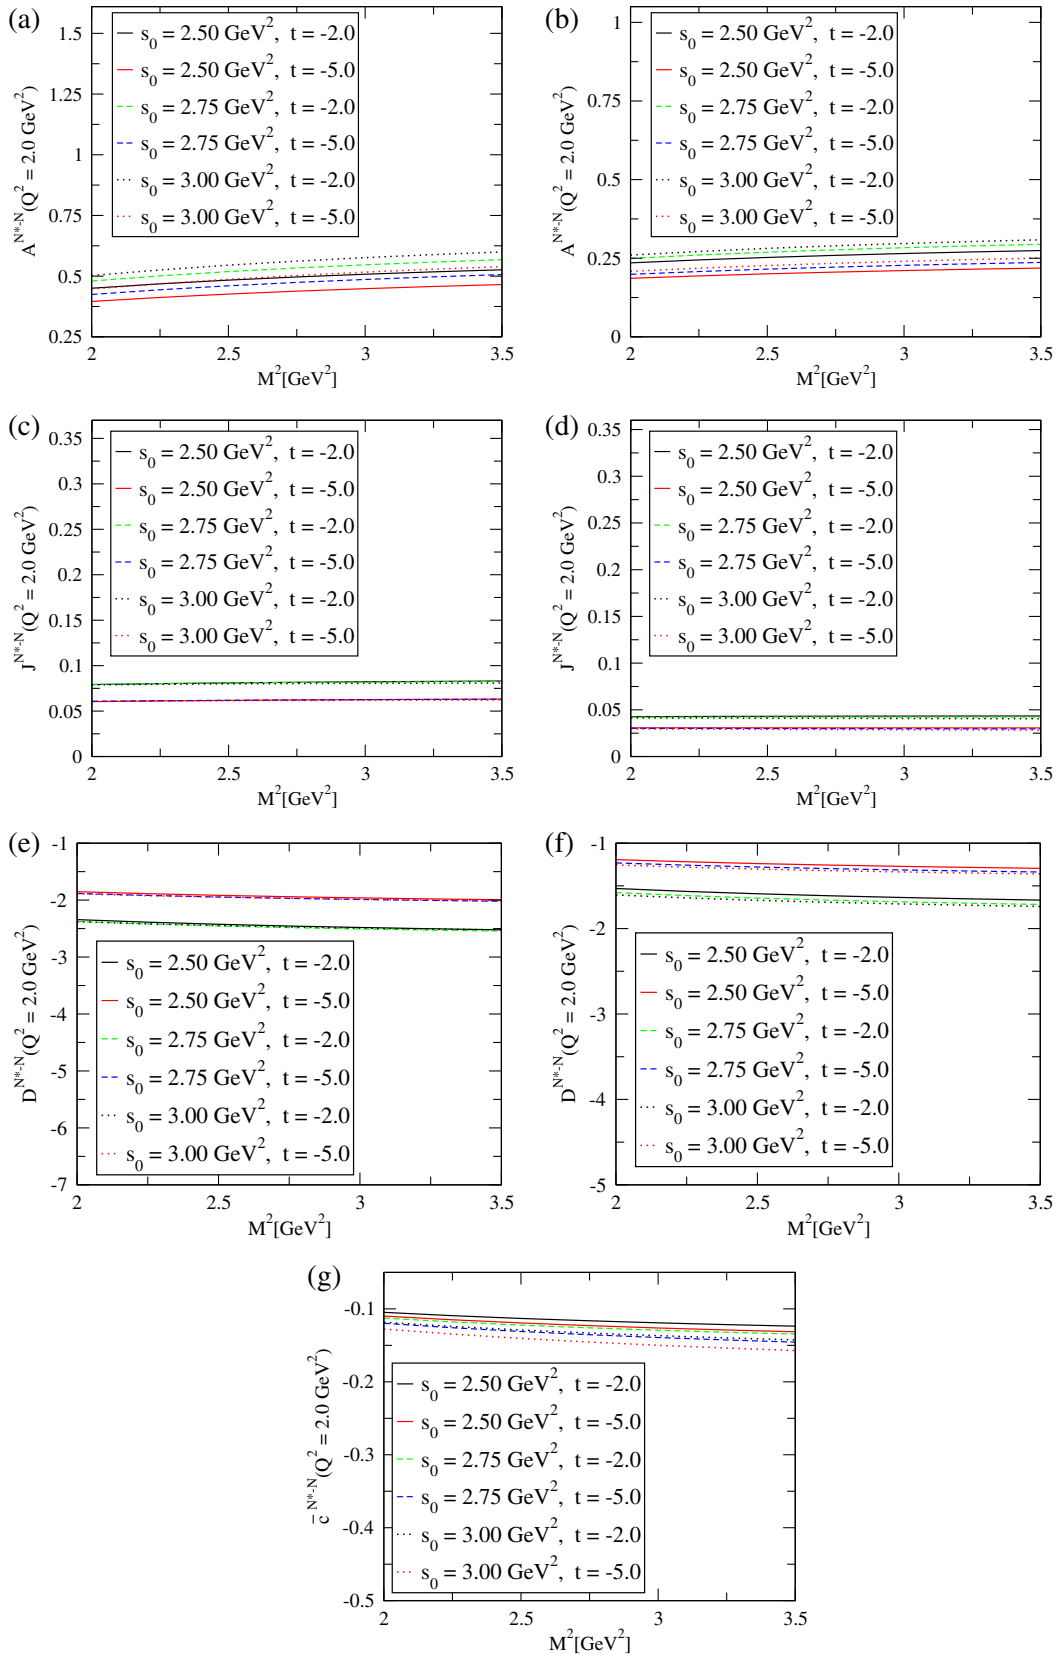 (a)
A^{N*-N}(Q^2 = 2.0 GeV^2)
1.5
1.25
1
0.75
0.5
0.25
s_0 = 2.50 GeV^2, t = -2.0
s_0 = 2.50 GeV^2, t = -5.0
s_0 = 2.75 GeV^2, t = -2.0
s_0 = 2.75 GeV^2, t = -5.0
s_0 = 3.00 GeV^2, t = -2.0
s_0 = 3.00 GeV^2, t = -5.0
2 2.5 3 3.5
M^2[GeV^2]
(b)
A^{N*-N}(Q^2 = 2.0 GeV^2)
1
0.75
0.5
0.25
0
s_0 = 2.50 GeV^2, t = -2.0
s_0 = 2.50 GeV^2, t = -5.0
s_0 = 2.75 GeV^2, t = -2.0
s_0 = 2.75 GeV^2, t = -5.0
s_0 = 3.00 GeV^2, t = -2.0
s_0 = 3.00 GeV^2, t = -5.0
2 2.5 3 3.5
M^2[GeV^2]
(c)
J^{N*-N}(Q^2 = 2.0 GeV^2)
0.35
0.3
0.25
0.2
0.15
0.1
0.05
0
s_0 = 2.50 GeV^2, t = -2.0
s_0 = 2.50 GeV^2, t = -5.0
s_0 = 2.75 GeV^2, t = -2.0
s_0 = 2.75 GeV^2, t = -5.0
s_0 = 3.00 GeV^2, t = -2.0
s_0 = 3.00 GeV^2, t = -5.0
2 2.5 3 3.5
M^2[GeV^2]
(d)
J^{N*-N}(Q^2 = 2.0 GeV^2)
0.35
0.3
0.25
0.2
0.15
0.1
0.05
0
s_0 = 2.50 GeV^2, t = -2.0
s_0 = 2.50 GeV^2, t = -5.0
s_0 = 2.75 GeV^2, t = -2.0
s_0 = 2.75 GeV^2, t = -5.0
s_0 = 3.00 GeV^2, t = -2.0
s_0 = 3.00 GeV^2, t = -5.0
2 2.5 3 3.5
M^2[GeV^2]
(e)
D^{N*-N}(Q^2 = 2.0 GeV^2)
-1
-2
-3
-4
-5
-6
-7
s_0 = 2.50 GeV^2, t = -2.0
s_0 = 2.50 GeV^2, t = -5.0
s_0 = 2.75 GeV^2, t = -2.0
s_0 = 2.75 GeV^2, t = -5.0
s_0 = 3.00 GeV^2, t = -2.0
s_0 = 3.00 GeV^2, t = -5.0
2 2.5 3 3.5
M^2[GeV^2]
(f)
D^{N*-N}(Q^2 = 2.0 GeV^2)
-1
-2
-3
-4
-5
s_0 = 2.50 GeV^2, t = -2.0
s_0 = 2.50 GeV^2, t = -5.0
s_0 = 2.75 GeV^2, t = -2.0
s_0 = 2.75 GeV^2, t = -5.0
s_0 = 3.00 GeV^2, t = -2.0
s_0 = 3.00 GeV^2, t = -5.0
2 2.5 3 3.5
M^2[GeV^2]
(g)
c̄^{N*-N}(Q^2 = 2.0 GeV^2)
-0.1
-0.2
-0.3
-0.4
-0.5
s_0 = 2.50 GeV^2, t = -2.0
s_0 = 2.50 GeV^2, t = -5.0
s_0 = 2.75 GeV^2, t = -2.0
s_0 = 2.75 GeV^2, t = -5.0
s_0 = 3.00 GeV^2, t = -2.0
s_0 = 3.00 GeV^2, t = -5.0
2 2.5 3 3.5
M^2[GeV^2]